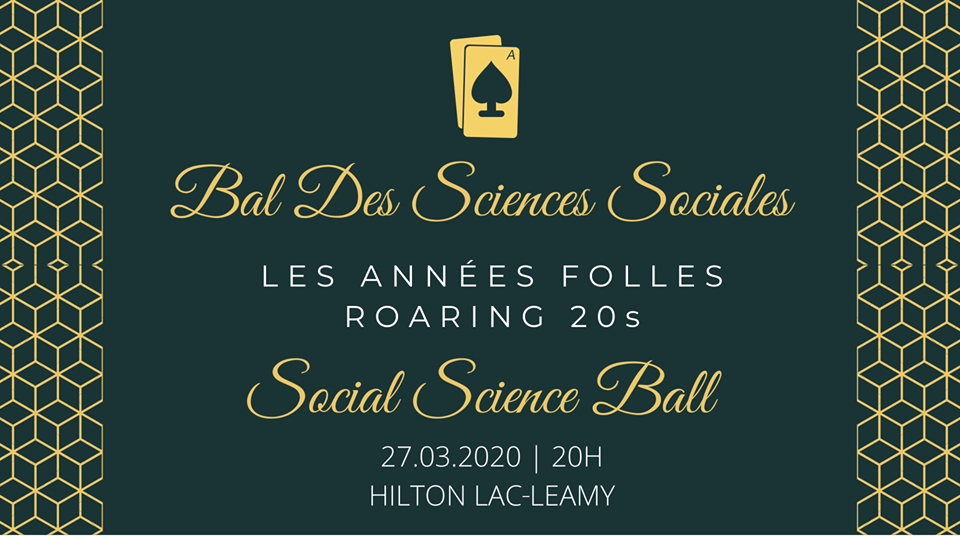 A
Bal Des Sciences Sociales
LES ANNÉES FOLLES
ROARING 20s
Social Science Ball
27.03.2020 | 20H
HILTON LAC-LEAMY